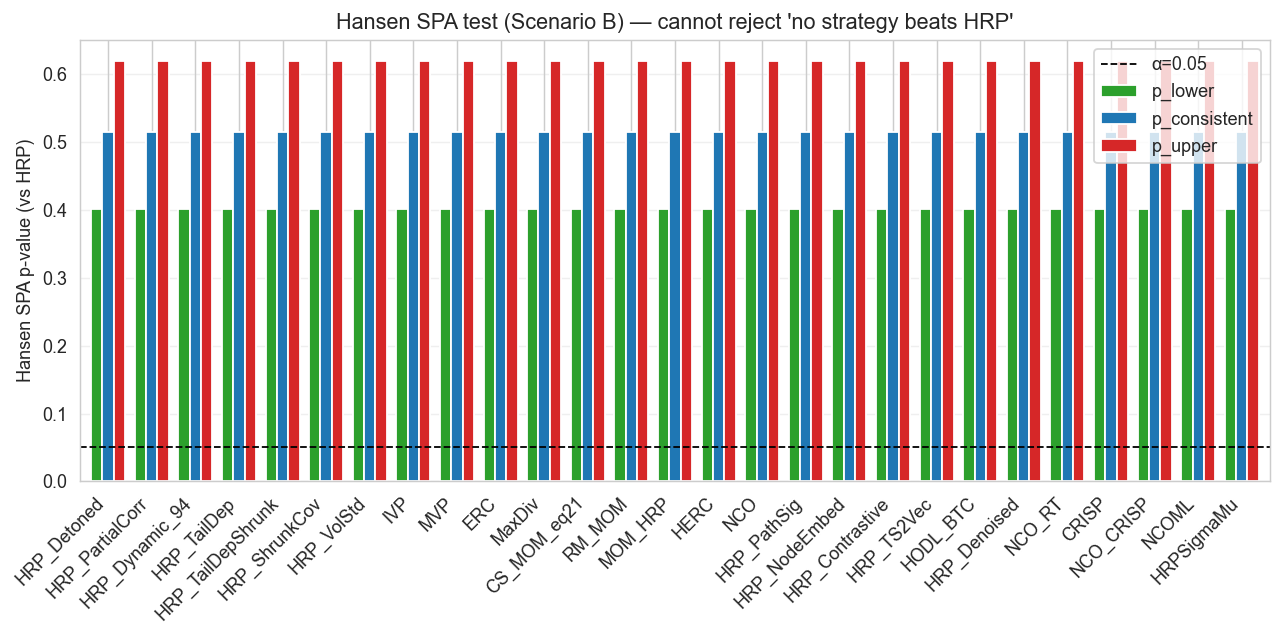 Hansen SPA test (Scenario B) — cannot reject 'no strategy beats HRP'
Hansen SPA p-value (vs HRP)
0.6
0.5
0.4
0.3
0.2
0.1
0.0
α=0.05
p_lower
p_consistent
p_upper
HRP_Detoned
HRP_PartialCorr
HRP_Dynamic_94
HRP_TailDep
HRP_TailDepShrunk
HRP_ShrunkCov
HRP_VolStd
IVP
MVP
ERC
MaxDiv
CS_MOM_eq21
RM_MOM
MOM_HRP
HERC
NCO
HRP_PathSig
HRP_NodeEmbed
HRP_Contrastive
HRP_TS2Vec
HODL_BTC
HRP_Denoised
NCO_RT
CRISP
NCO_CRISP
NCOML
HRPSigmaMu